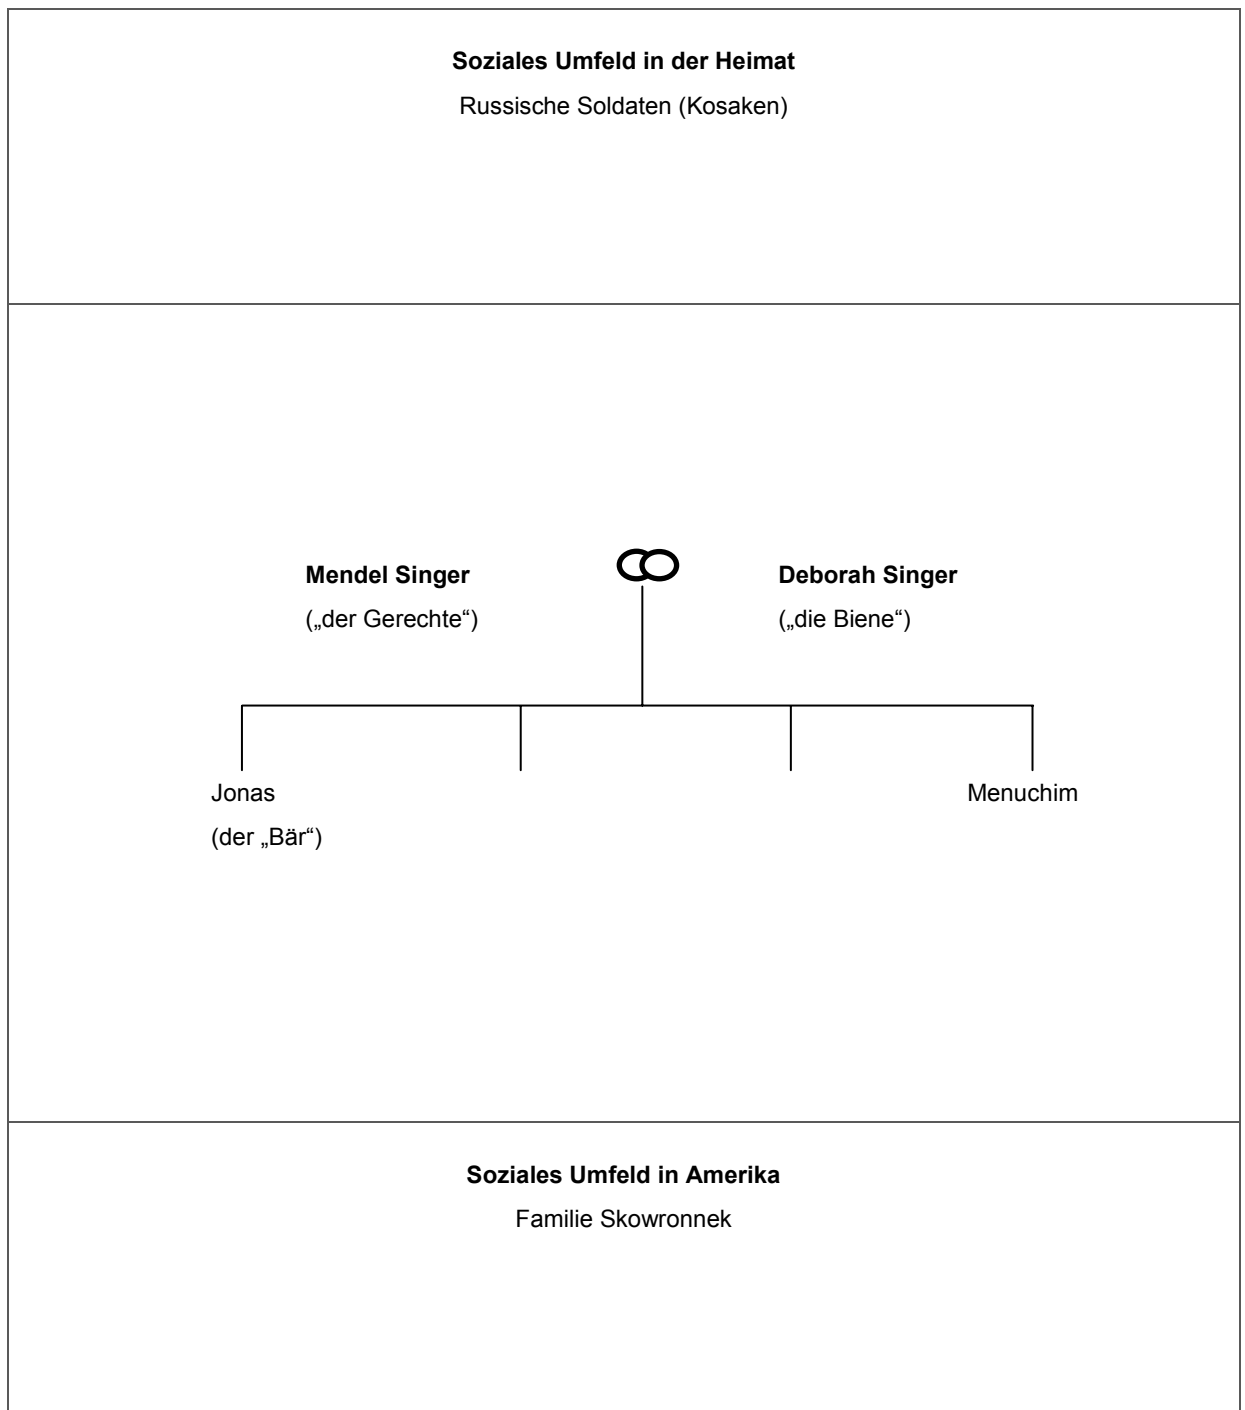 Soziales Umfeld in der Heimat
Russische Soldaten (Kosaken)
Mendel Singer
(„der Gerechte“)
Deborah Singer
(„die Biene“)
Jonas
(der „Bär“)
Menuchim
Soziales Umfeld in Amerika
Familie Skowronnek